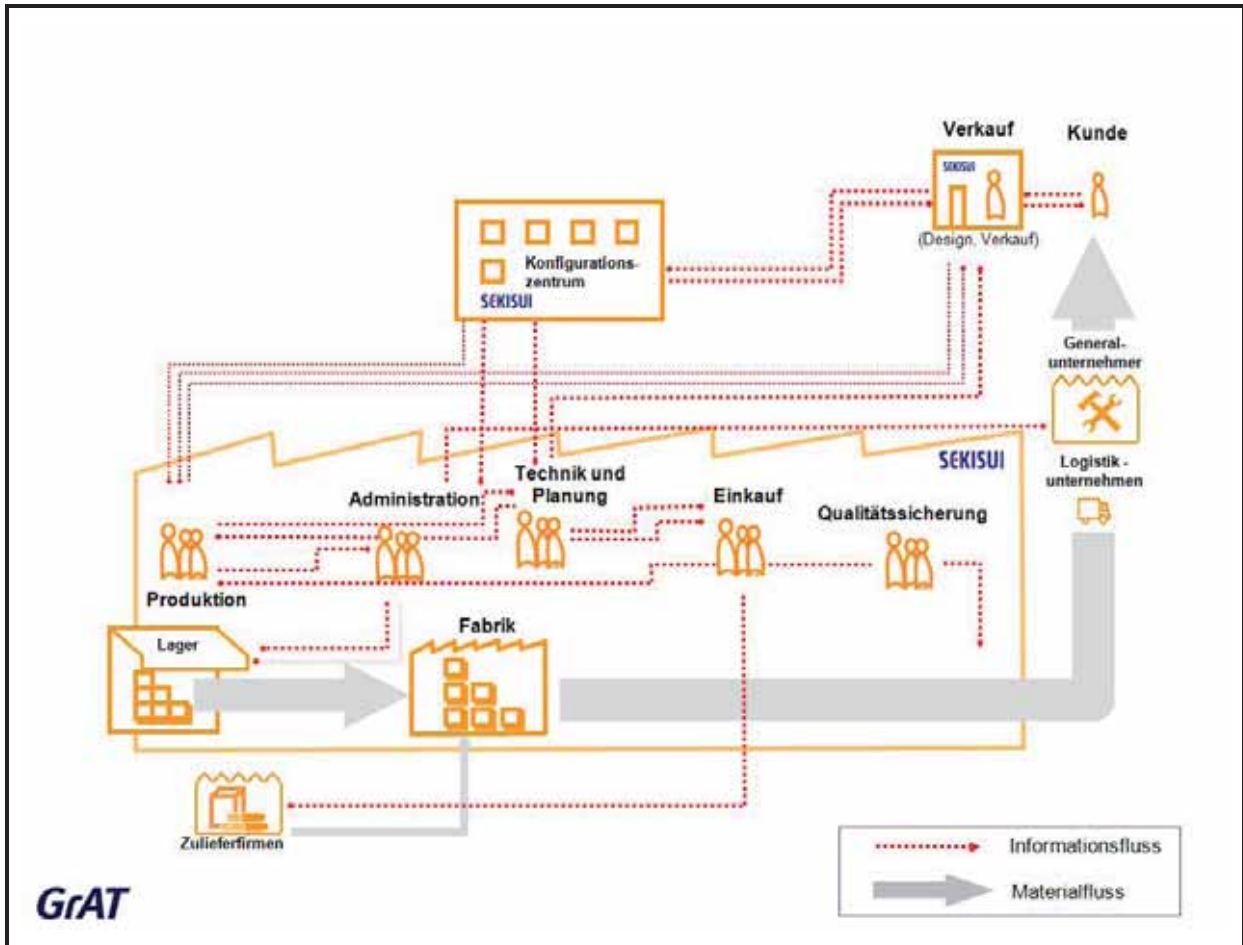 Verkauf
Kunde
SEKISUI
(Design, Verkauf)
Konfigurations-
zentrum
SEKISUI
General-
unternehmer
SEKISUI
Logistik -
unternehmen
Technik und
Planung
Administration
Einkauf
Qualitätssicherung
Produktion
Lager
Fabrik
Zulieferfirmen
Informationsfluss
Materialfluss
GrAT